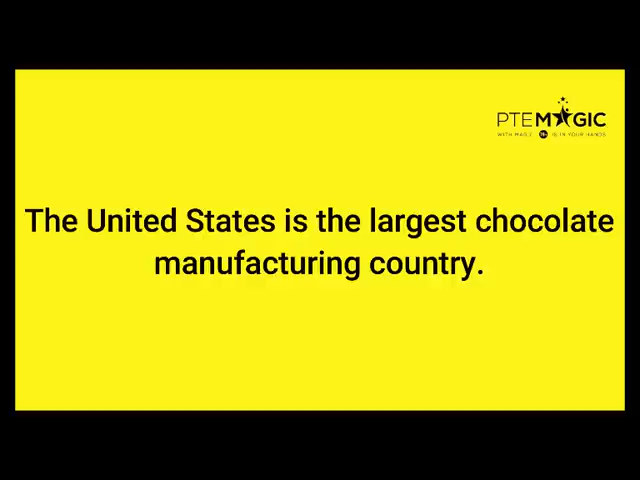 PTEMAGIC
The United States is the largest chocolate
manufacturing country.